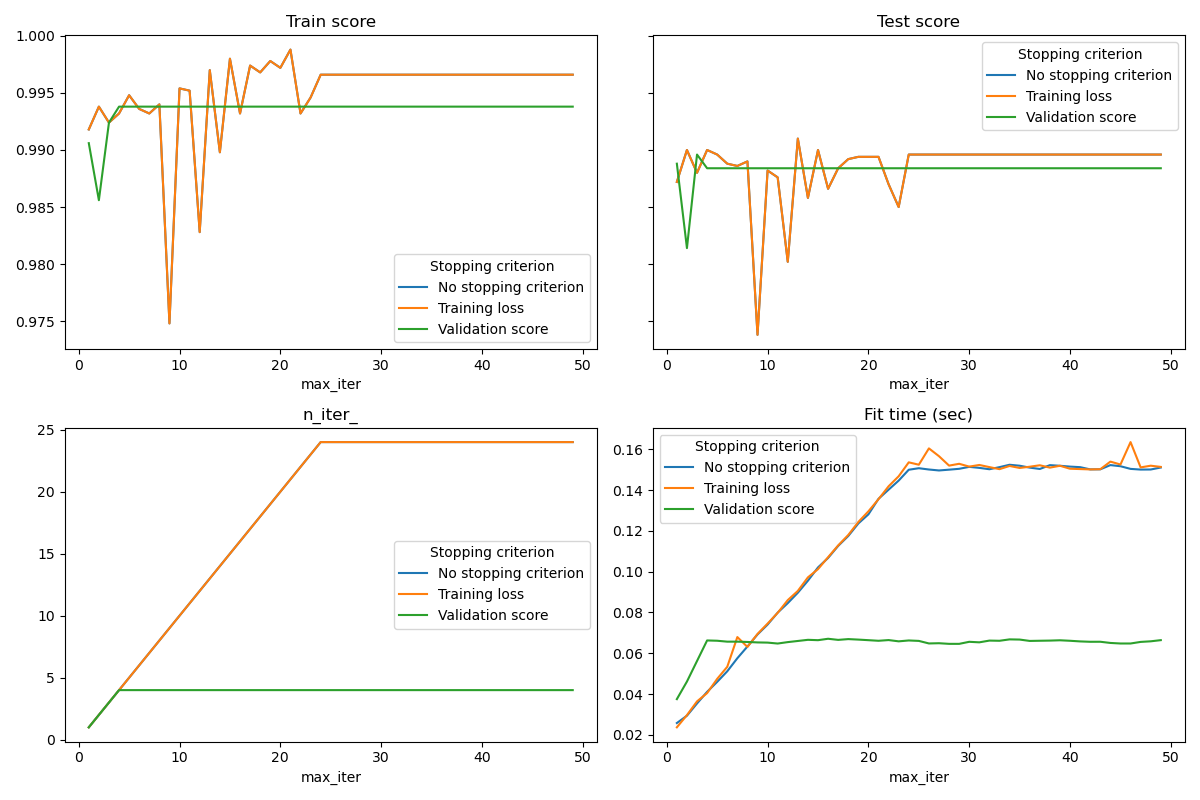 Train score
1.000
0.995
0.990
0.985
0.980
0.975
Stopping criterion
No stopping criterion
Training loss
Validation score
0 10 20 30 40 50
max_iter
Test score
Stopping criterion
No stopping criterion
Training loss
Validation score
0 10 20 30 40 50
max_iter
n_iter_
25
20
15
10
5
0
Stopping criterion
No stopping criterion
Training loss
Validation score
0 10 20 30 40 50
max_iter
Fit time (sec)
0.16
0.14
0.12
0.10
0.08
0.06
0.04
0.02
Stopping criterion
No stopping criterion
Training loss
Validation score
0 10 20 30 40 50
max_iter